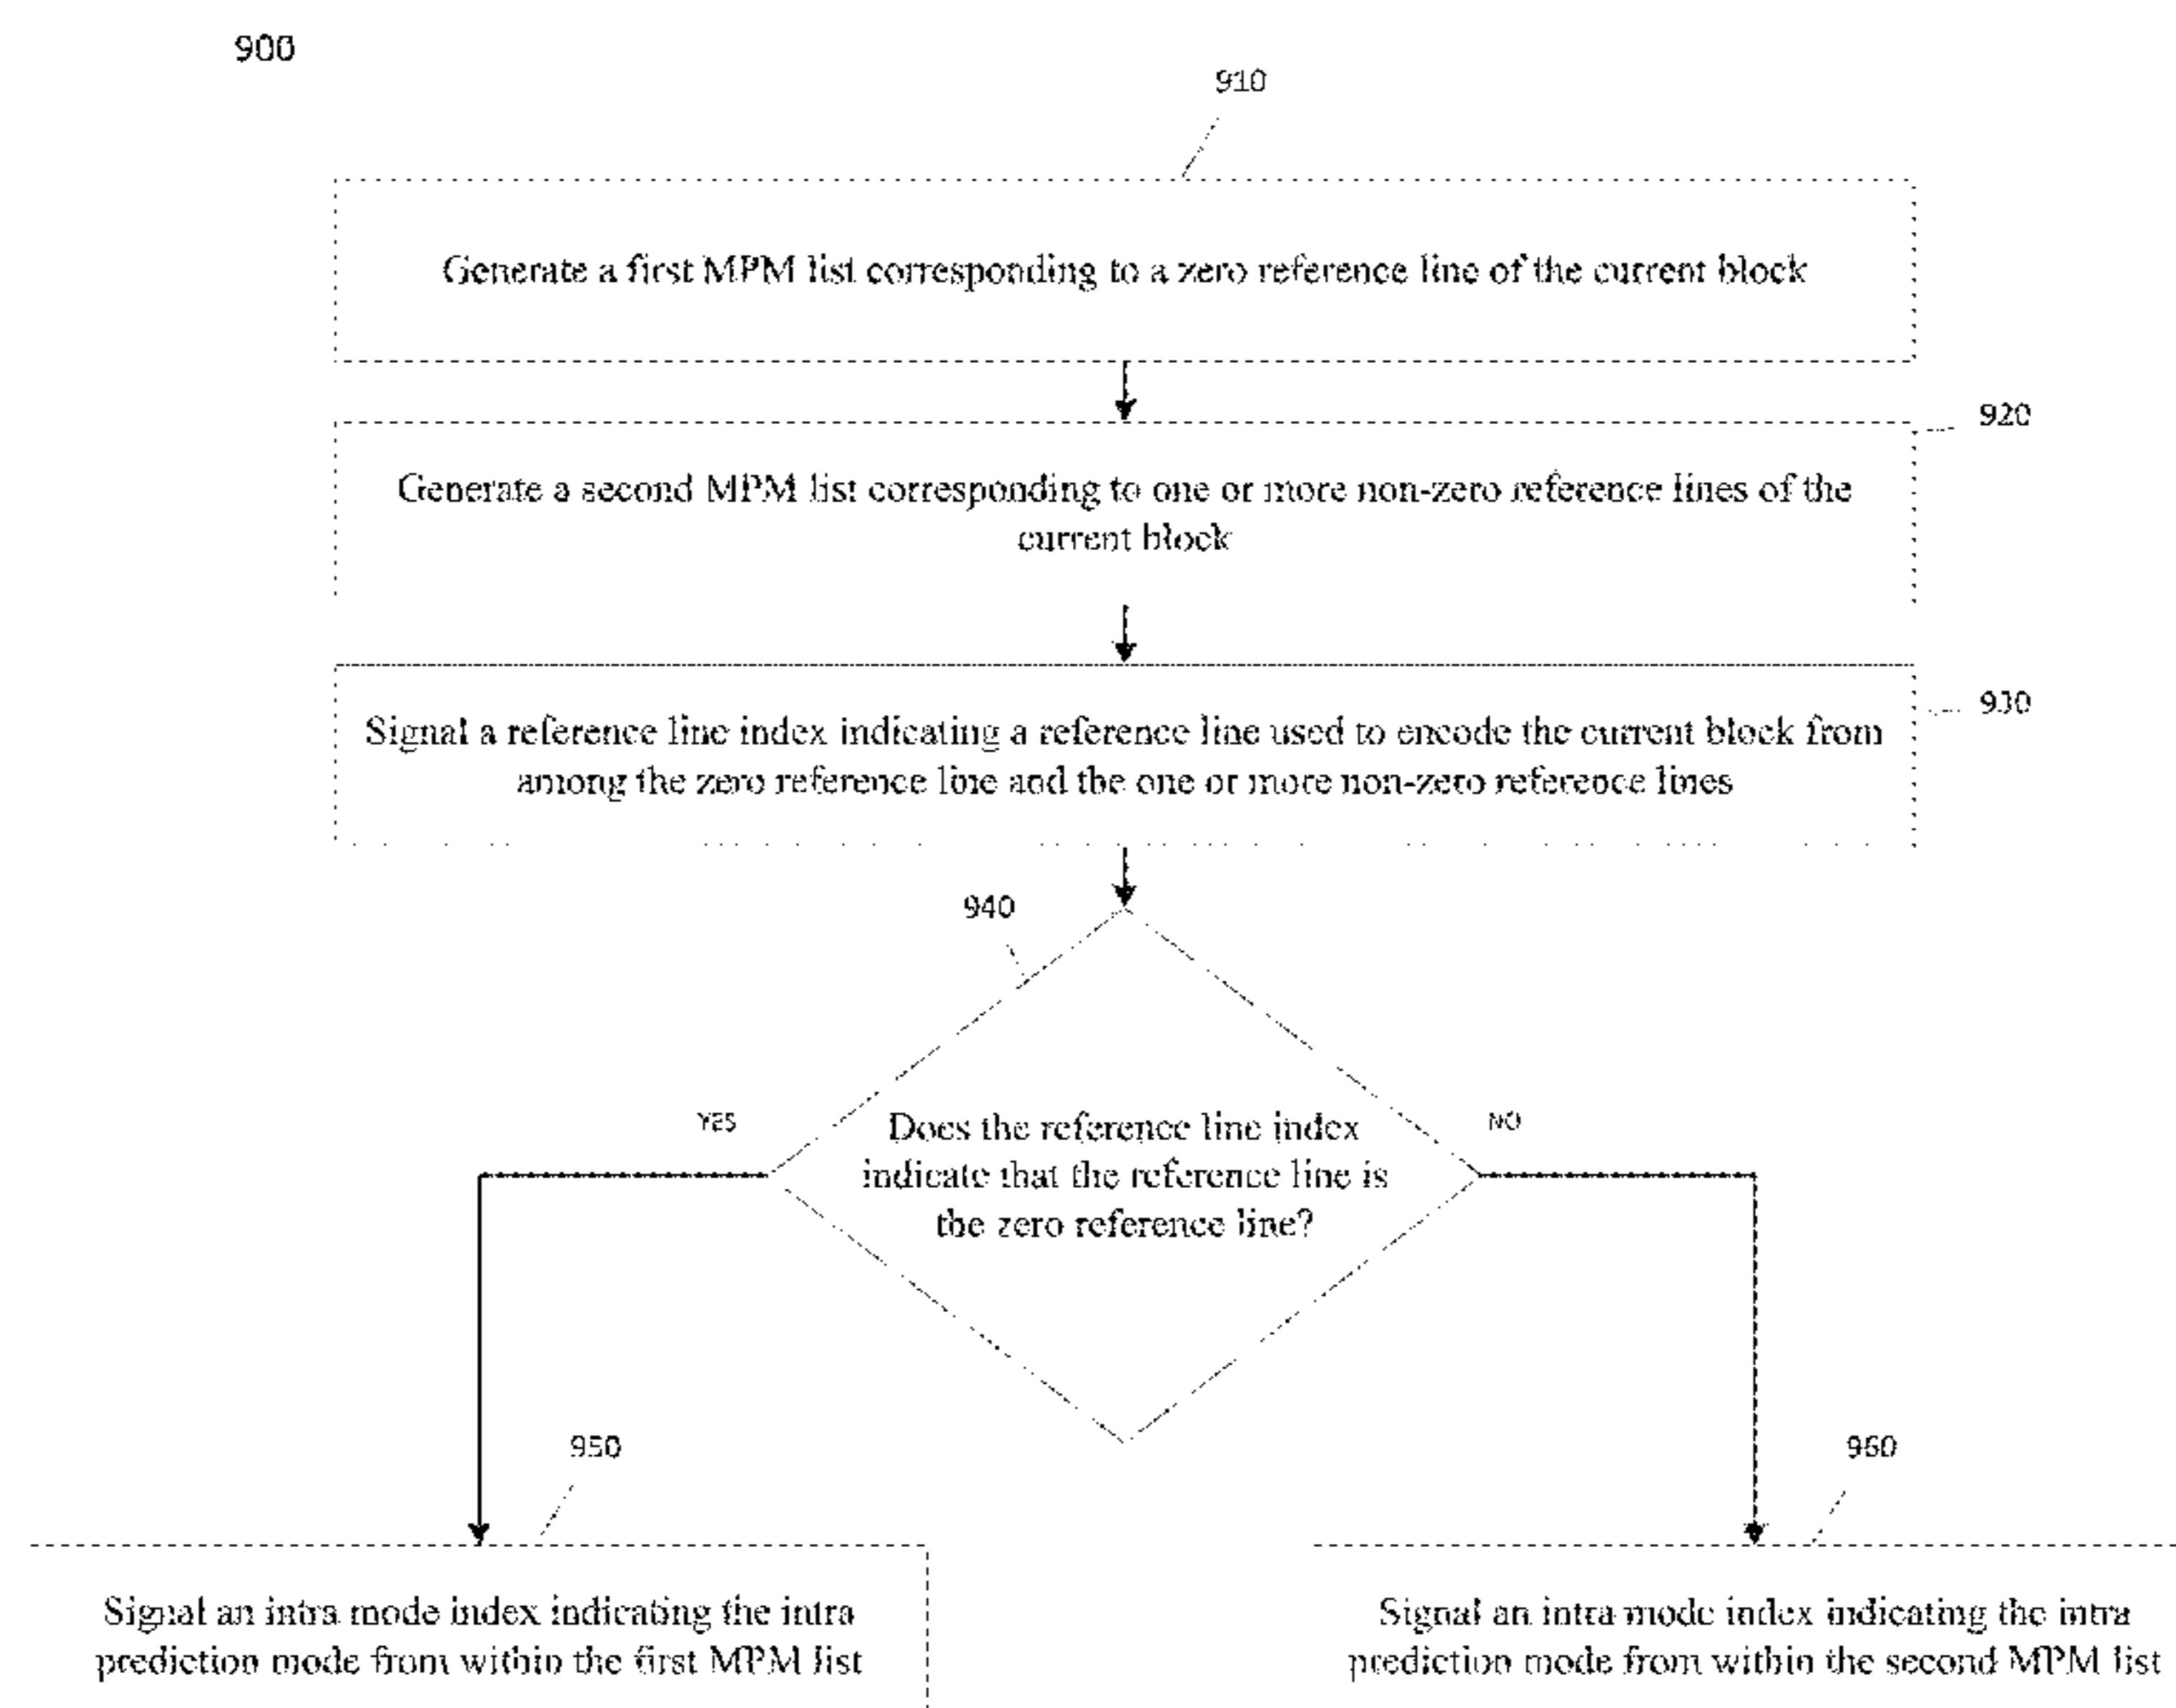 900
910
Generate a first MPM list corresponding to a zero reference line of the current block
920
Generate a second MPM list corresponding to one or more non-zero reference lines of the
current block
930
Signal a reference line index indicating a reference line used to encode the current block from
among the zero reference line and the one or more non-zero reference lines
940
YES
NO
Does the reference line index
indicate that the reference line is
the zero reference line?
950
960
Signal an intra mode index indicating the intra
prediction mode from within the first MPM list
Signal an intra mode index indicating the intra
prediction mode from within the second MPM list